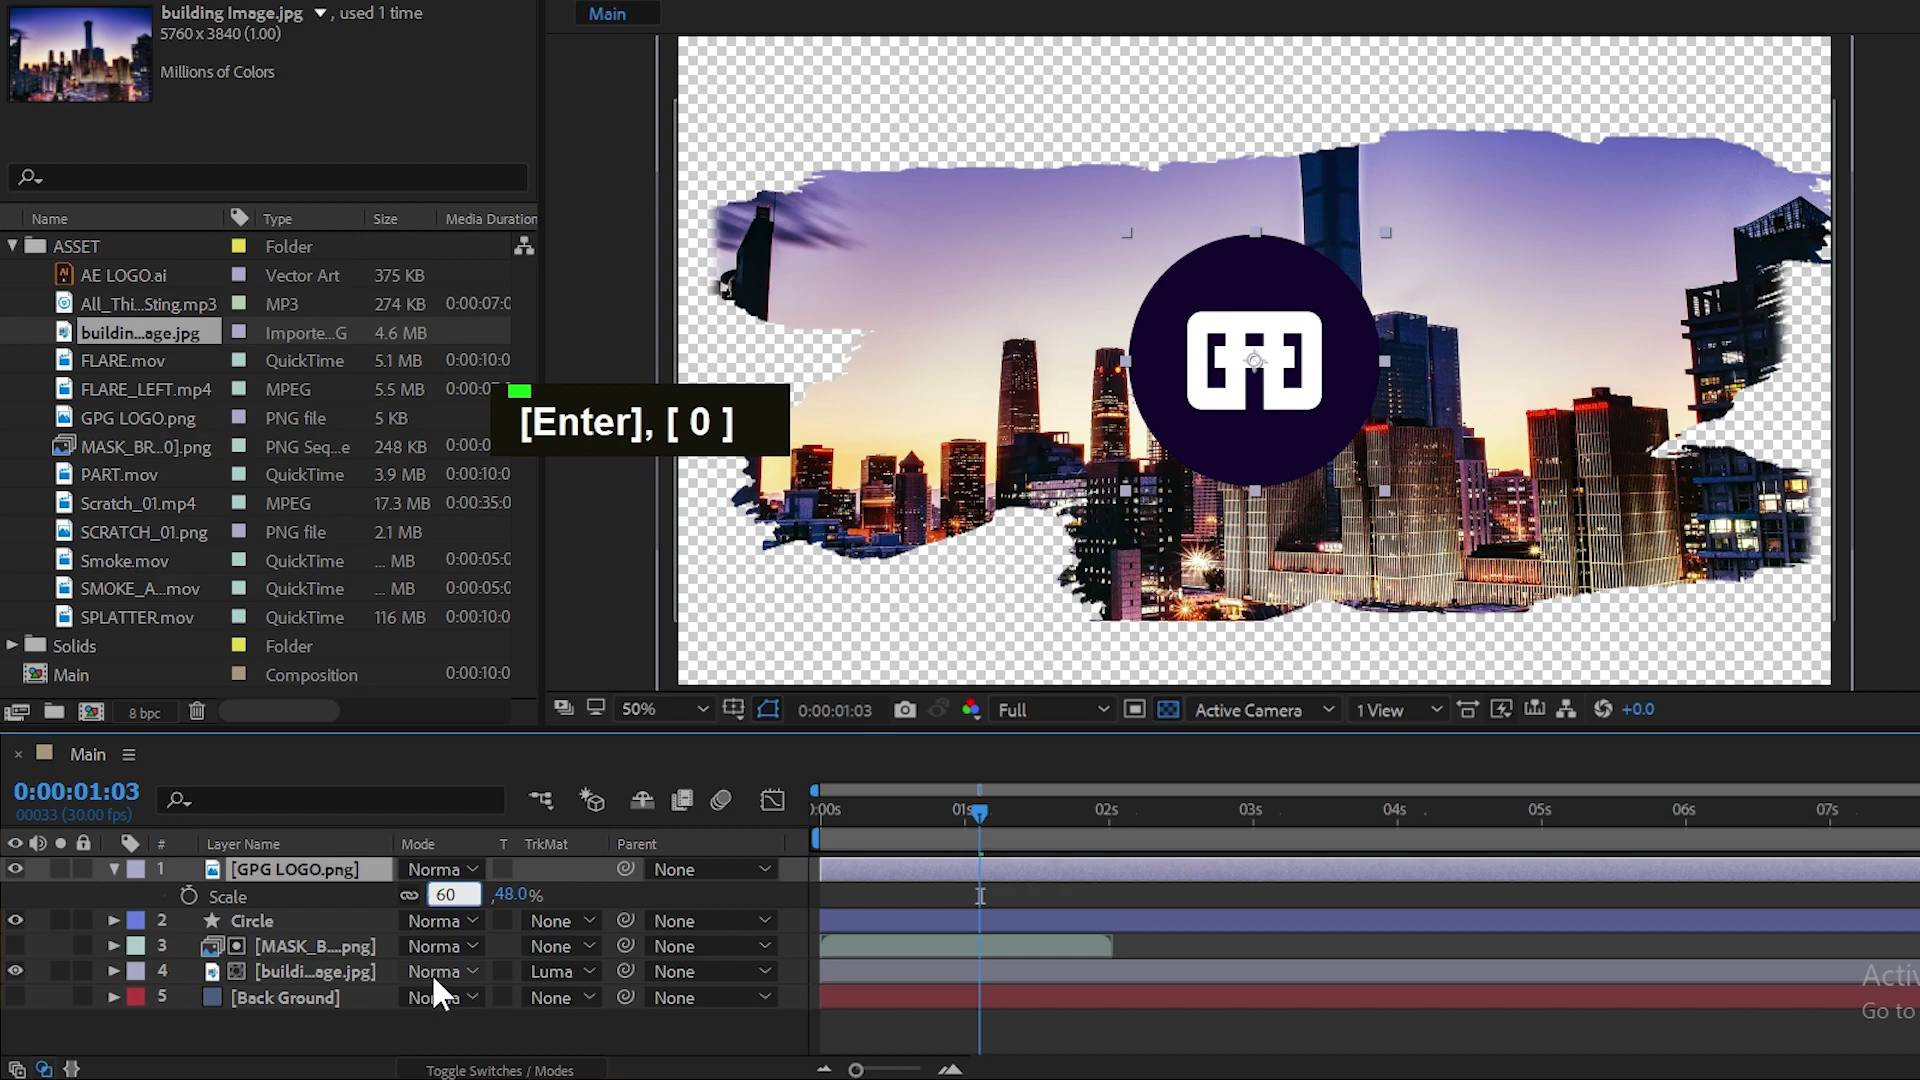 building Image.jpg ▼ , used 1 time
5760 x 3840 (1.00)
Millions of Colors
Name Type Size Media Duration
ASSET Folder
AE LOGO.ai Vector Art 375 KB
All_Thi...Sting.mp3 MP3 274 KB 0:00:07:0
buildin...age.jpg Importe...G 4.6 MB
FLARE.mov QuickTime 5.1 MB 0:00:10:0
FLARE_LEFT.mp4 MPEG 5.5 MB 0:00:07
GPG LOGO.png PNG file 5 KB
MASK_BR...0].png PNG Seq...e 248 KB 0:00:0
PART.mov QuickTime 3.9 MB 0:00:10:0
Scratch_01.mp4 MPEG 17.3 MB 0:00:35:0
SCRATCH_01.png PNG file 2.1 MB
Smoke.mov QuickTime ... MB 0:00:05:0
SMOKE_A...mov QuickTime ... MB 0:00:05:0
SPLATTER.mov QuickTime 116 MB 0:00:10:0
Solids Folder
Main Composition 0:00:10:0
8 bpc
Main
[Enter], [ 0 ]
50% 0:00:01:03 Full Active Camera 1 View +0.0
× Main
0:00:01:03
00033 (30.00 fps)
:00s 01s 02s 03s 04s 05s 06s 07s
# Layer Name Mode T TrkMat Parent
1 [GPG LOGO.png] Norma None
Scale 60 ,48.0%
2 Circle Norma None None
3 [MASK_B....png] Norma None None
4 [buildi...age.jpg] Norma Luma None
5 [Back Ground] None None
Toggle Switches / Modes
Activ
Go to